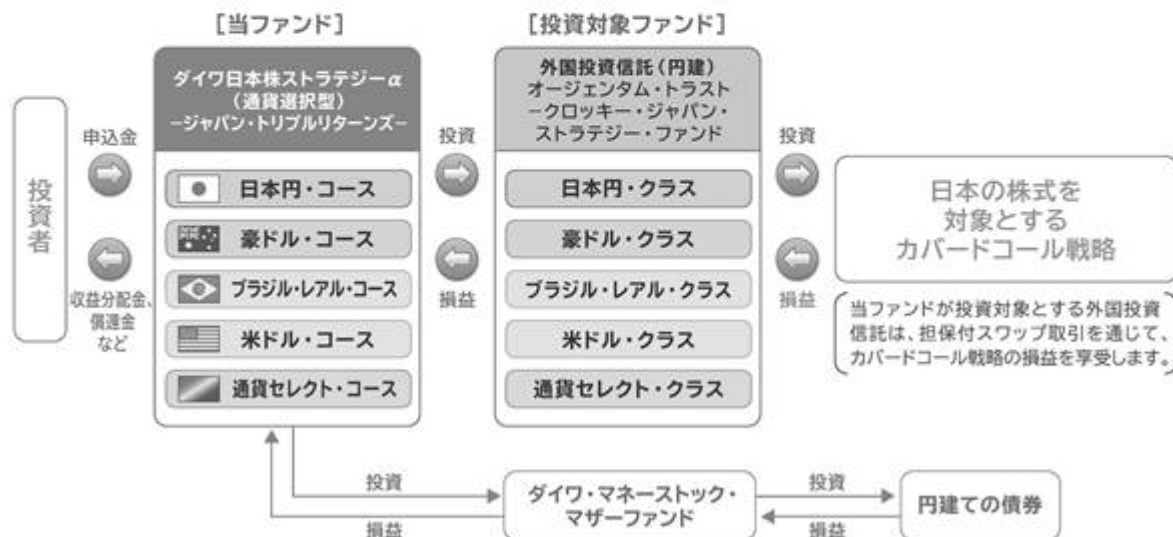 [当ファンド]
ダイワ日本株ストラテジーα
(通貨選択型)
−ジャパン・トリプルリターンズ−
日本円・コース
豪ドル・コース
ブラジル・レアル・コース
米ドル・コース
通貨セレクト・コース
[投資対象ファンド]
外国投資信託(円建)
オージェンタム・トラスト
−クロッキー・ジャパン・
ストラテジー・ファンド
日本円・クラス
豪ドル・クラス
ブラジル・レアル・クラス
米ドル・クラス
通貨セレクト・クラス
投資者
申込金
収益分配金、
償還金
など
投資
損益
投資
損益
日本の株式を
対象とする
カバードコール戦略
当ファンドが投資対象とする外国投資
信託は、担保付スワップ取引を通じて、
カバードコール戦略の損益を享受します。
投資
損益
ダイワ・マネーストック・
マザーファンド
投資
損益
円建ての債券